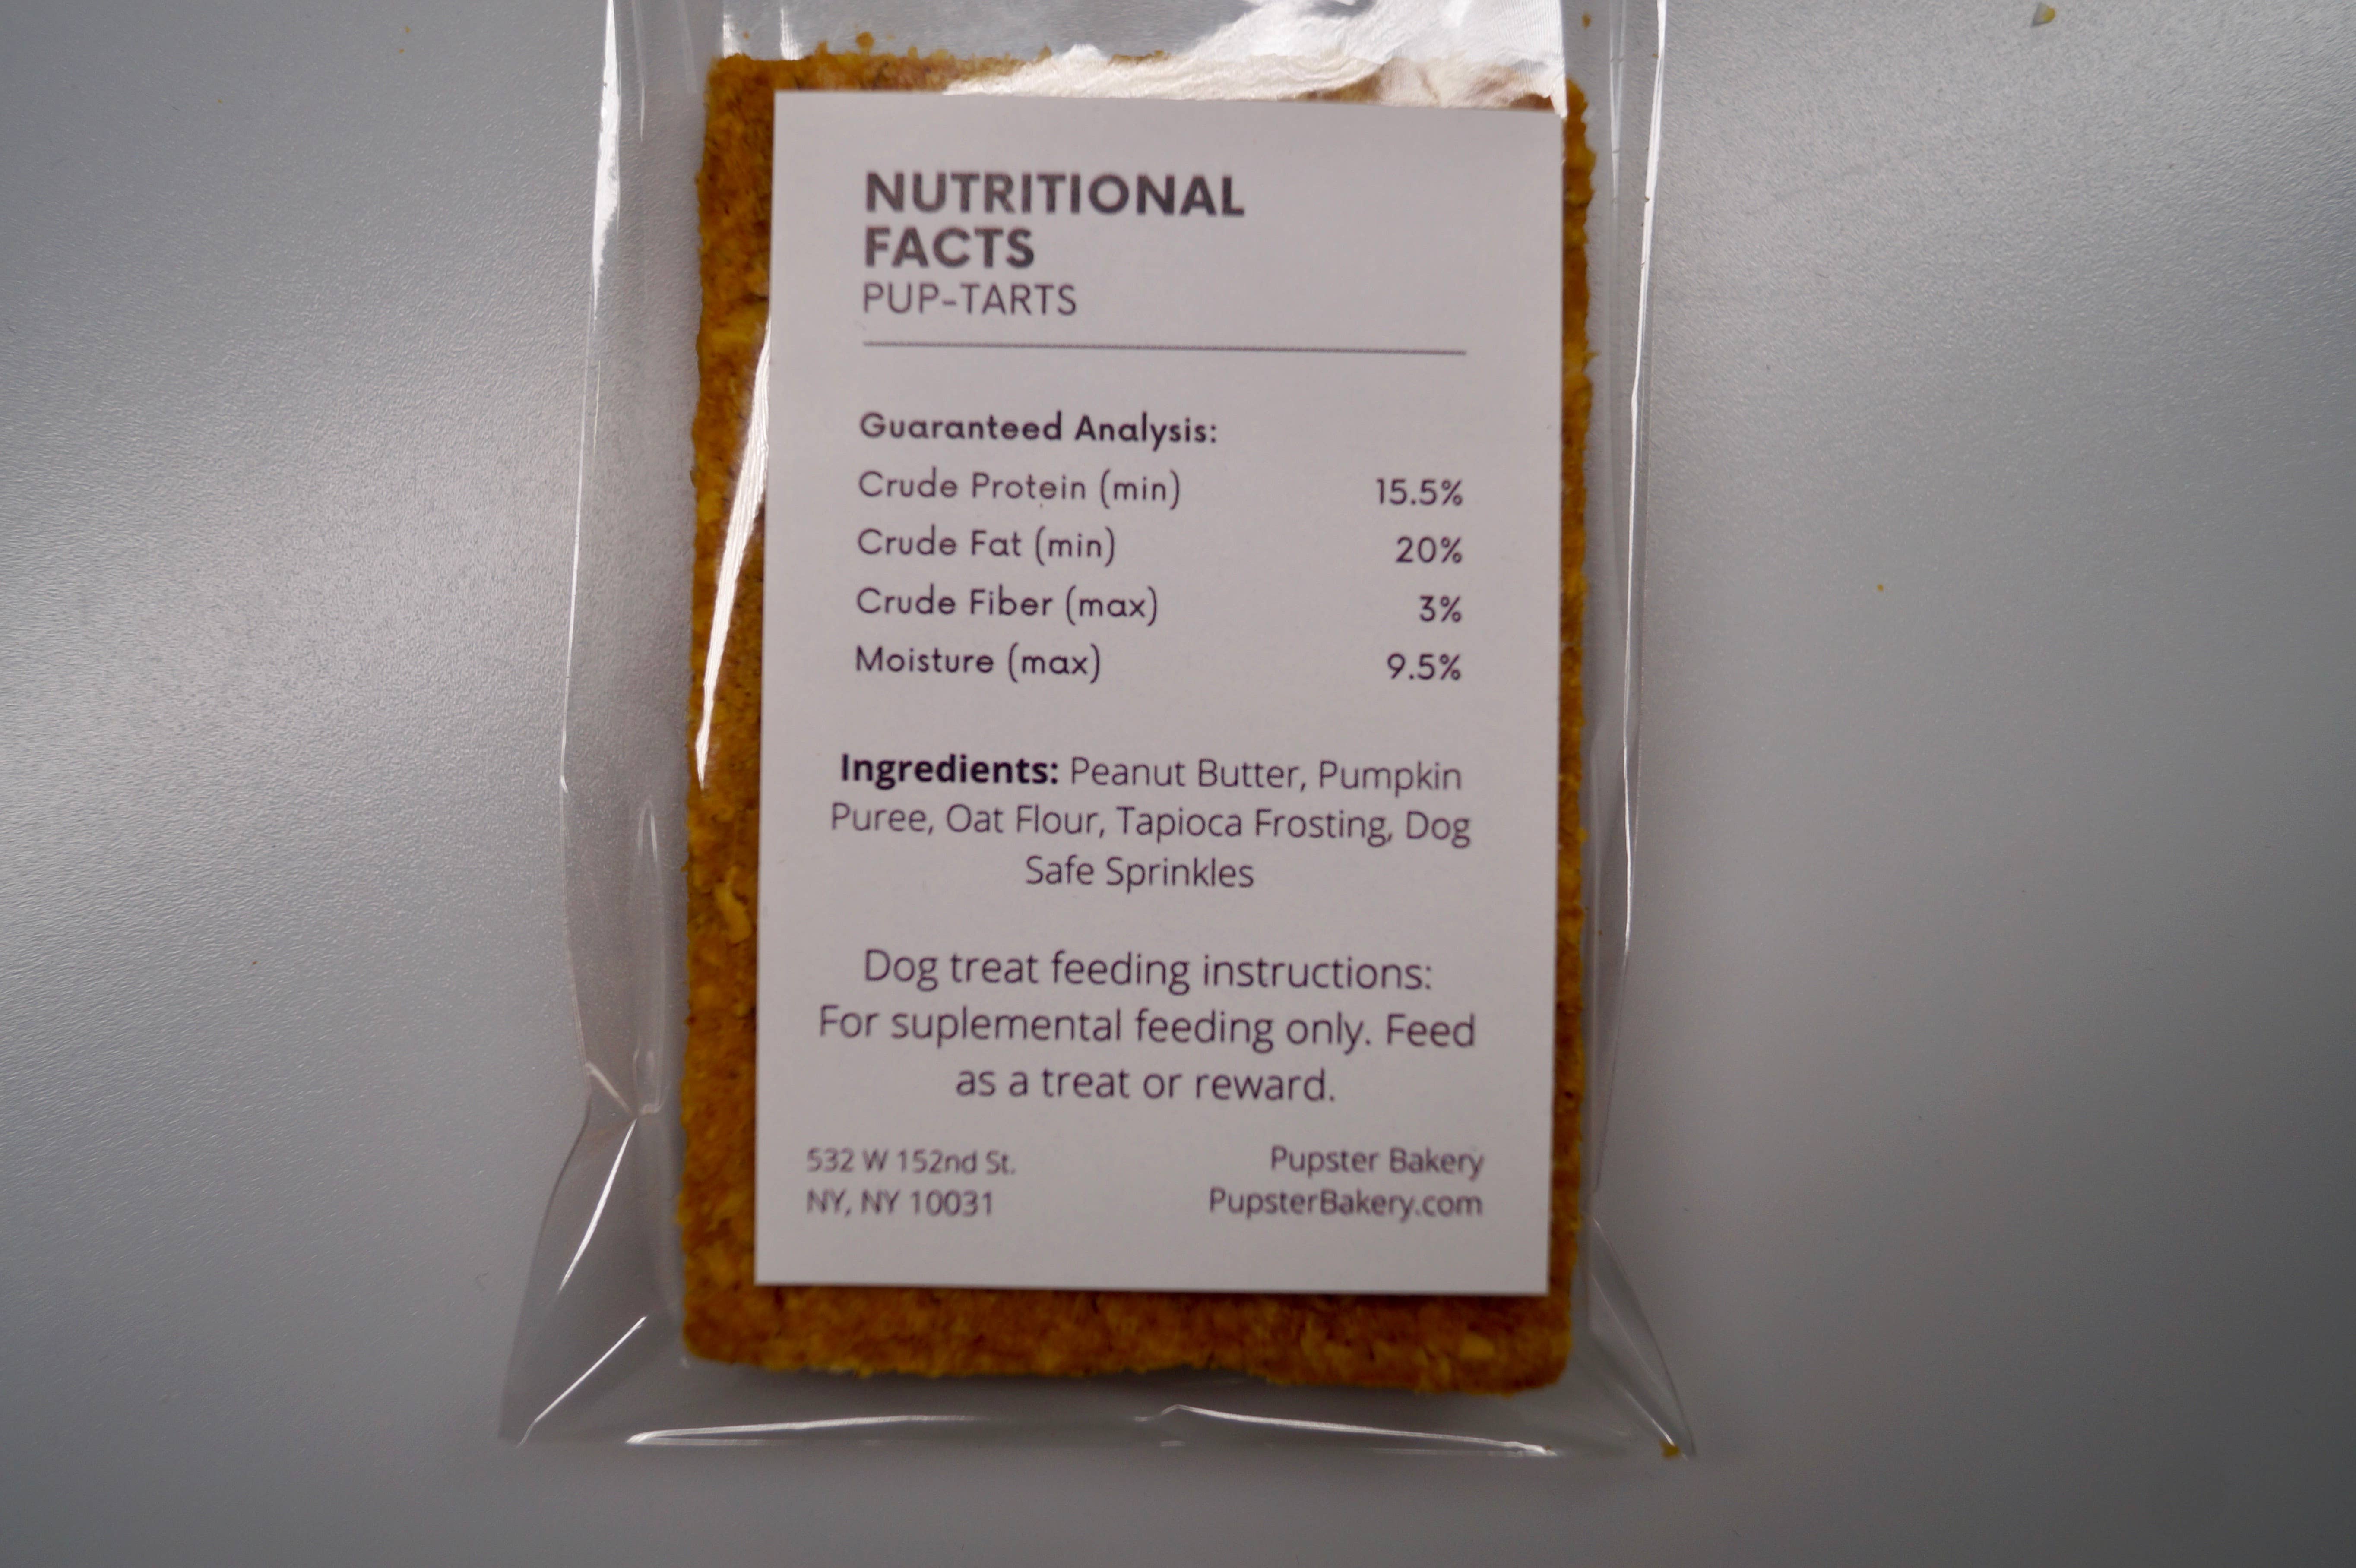 NUTRITIONAL
FACTS
PUP-TARTS
Guaranteed Analysis:
Crude Protein (min) 15.5%
Crude Fat (min) 20%
Crude Fiber (max) 3%
Moisture (max) 9.5%
Ingredients: Peanut Butter, Pumpkin
Puree, Oat Flour, Tapioca Frosting, Dog
Safe Sprinkles
Dog treat feeding instructions:
For suplemental feeding only. Feed
as a treat or reward.
532 W 152nd St. Pupster Bakery
NY, NY 10031 PupsterBakery.com